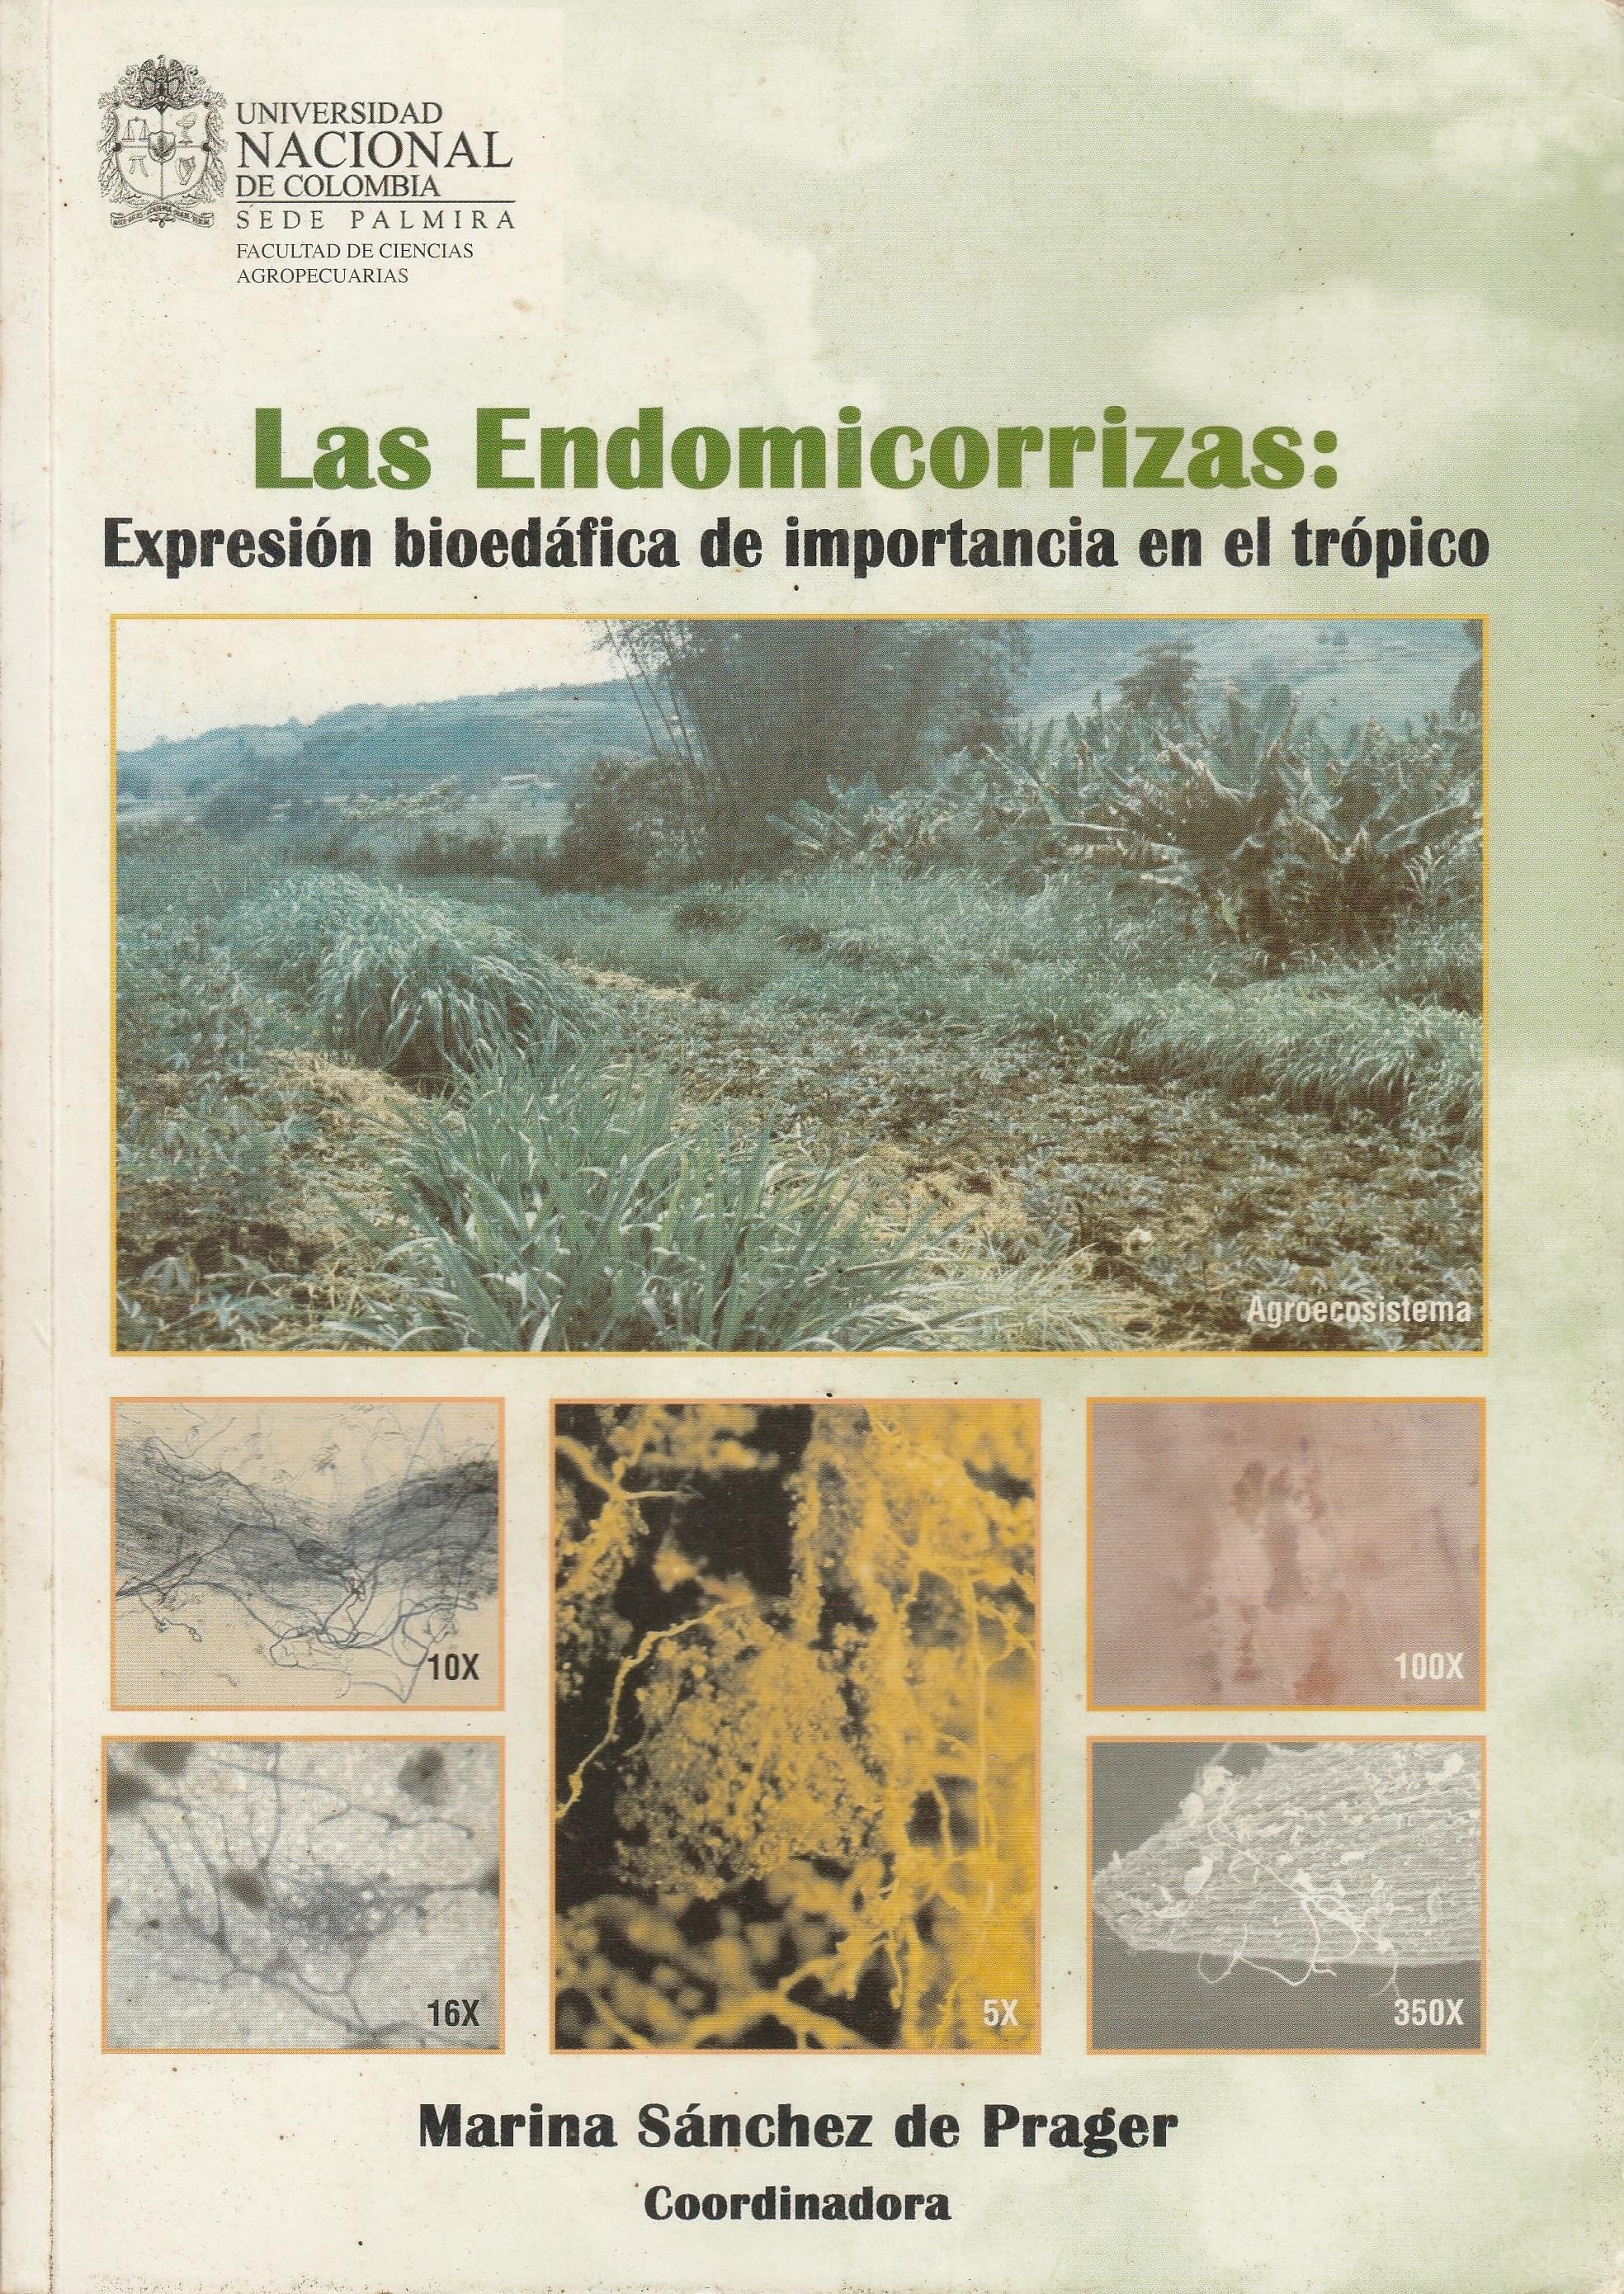 UNIVERSIDAD
NACIONAL
DE COLOMBIA
SEDE PALMIRA
FACULTAD DE CIENCIAS
AGROPECUARIAS
Las Endomicorrizas:
Expresión bioedáfica de importancia en el trópico
Agroecosistema
10X
100X
16X
5X
350X
Marina Sánchez de Prager
Coordinadora